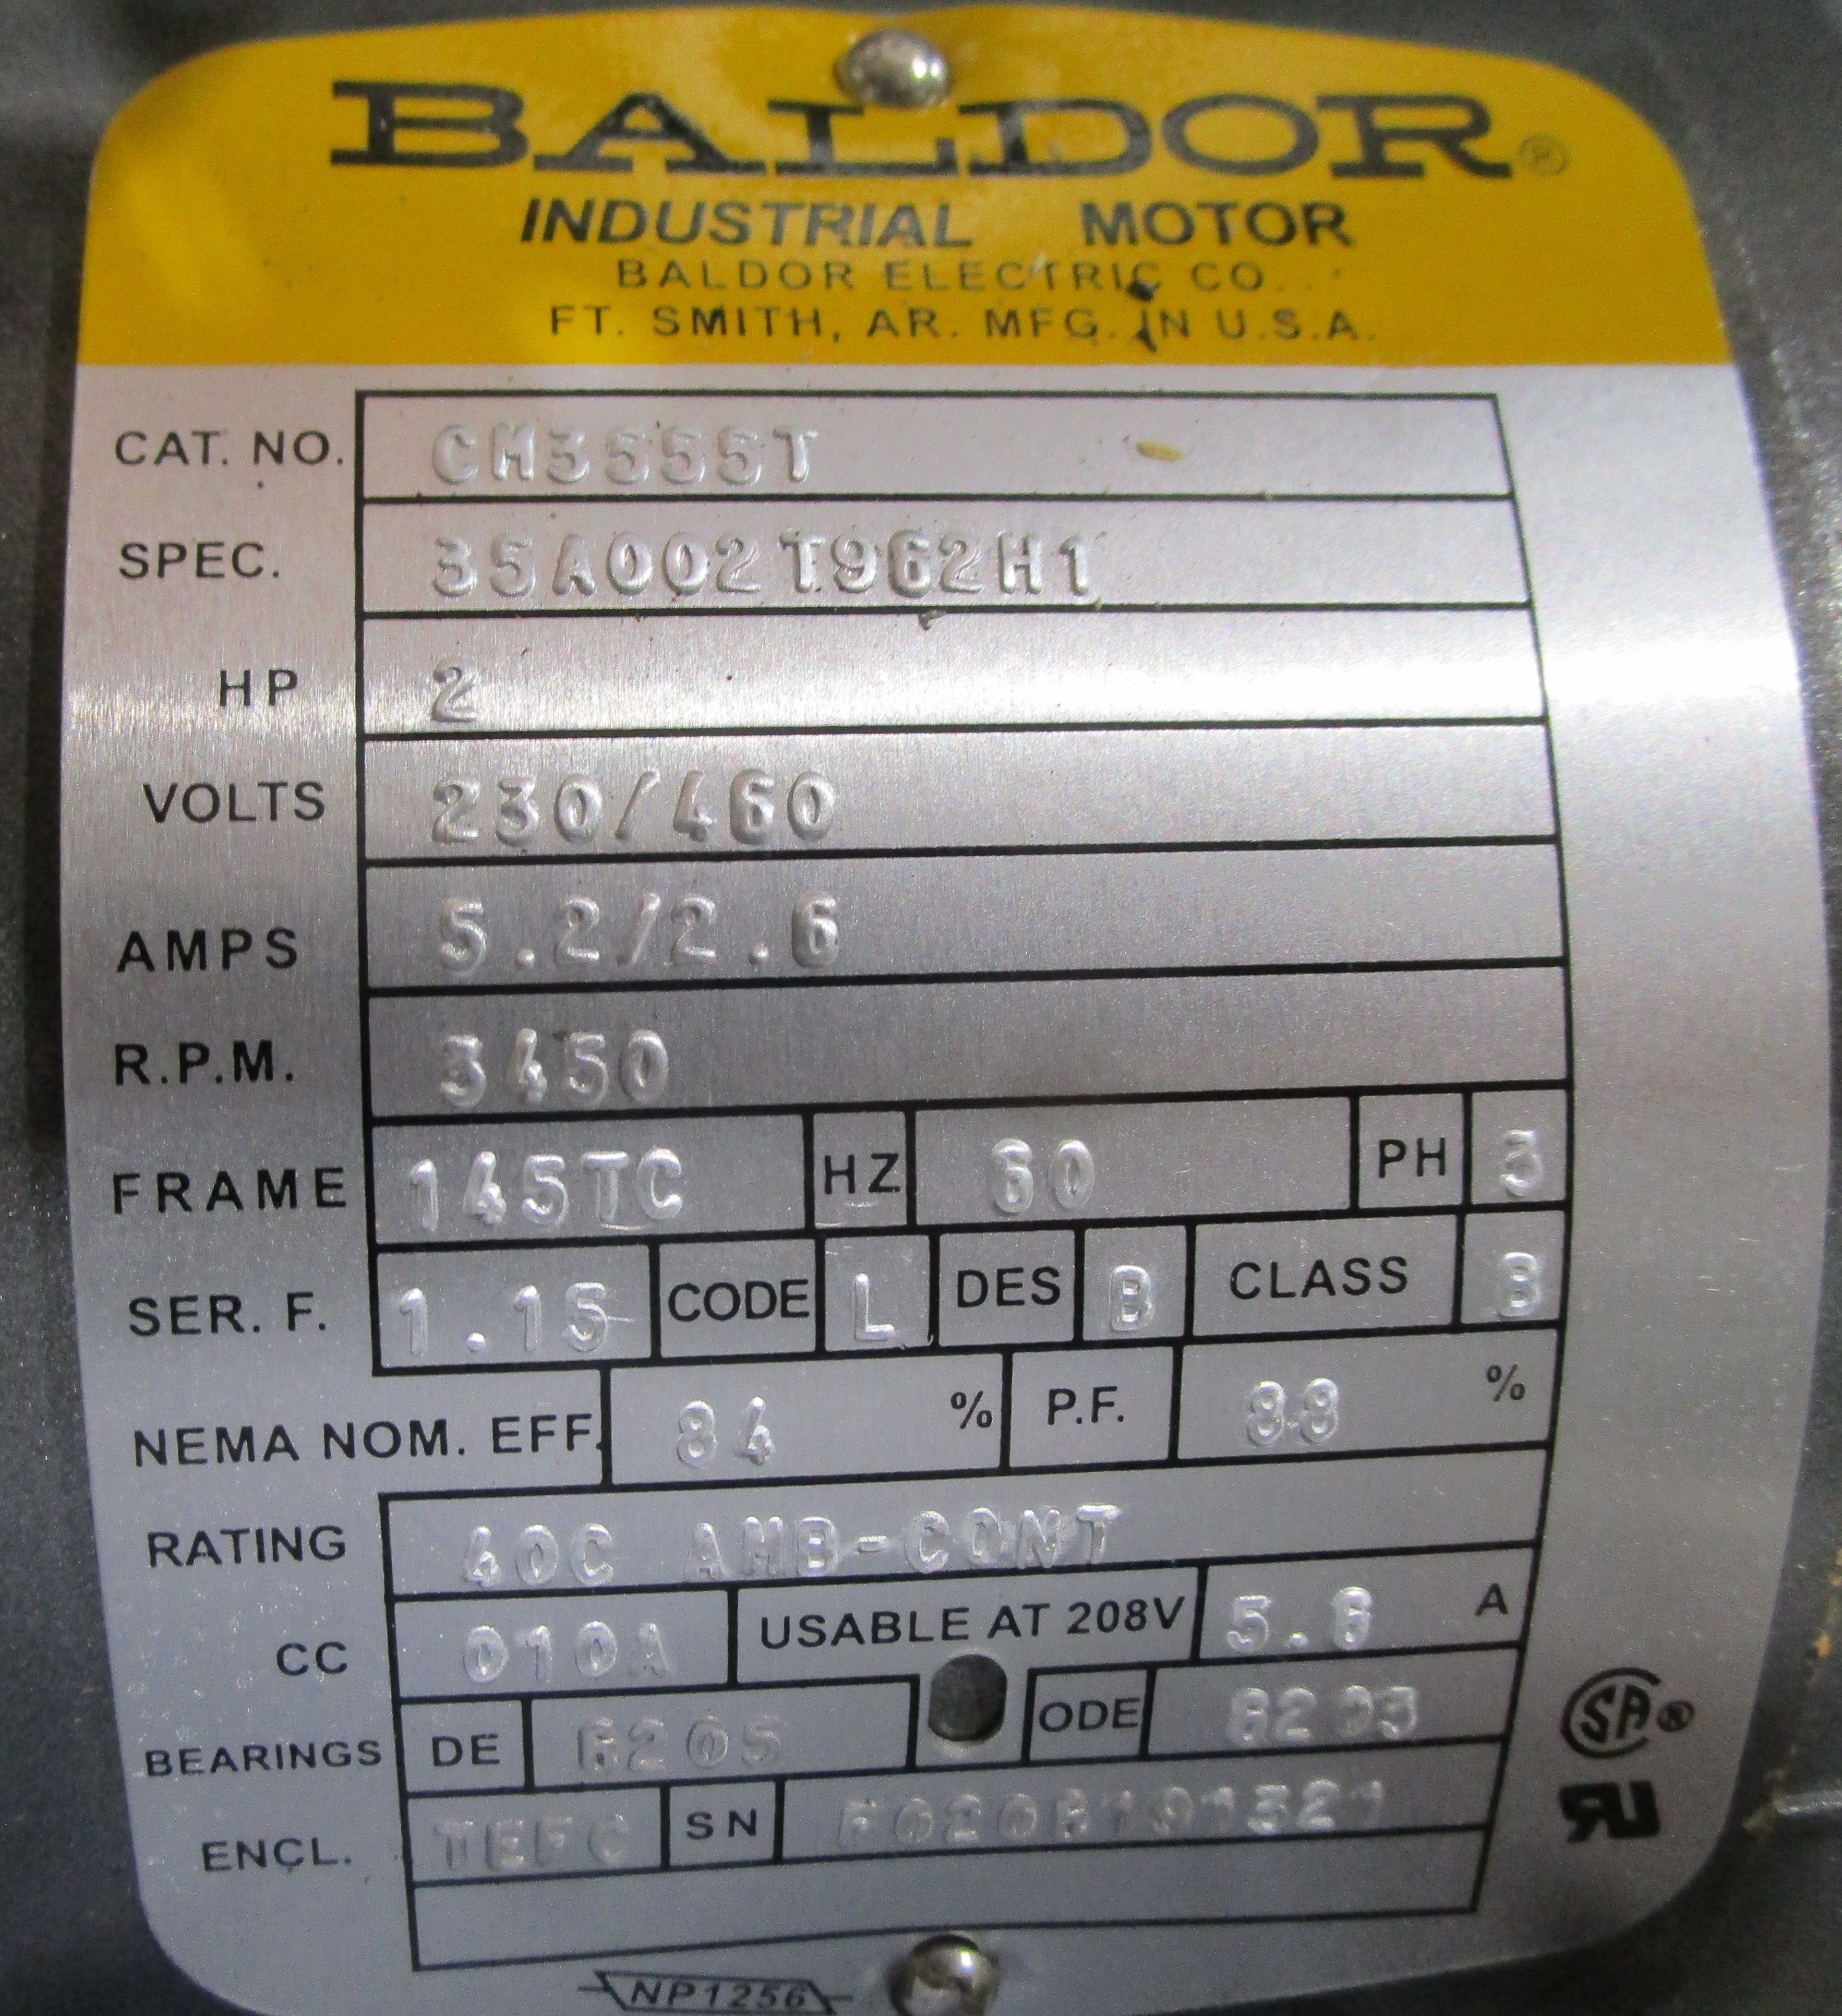 BALDOR®
INDUSTRIAL MOTOR
BALDOR ELECTRIC CO.
FT. SMITH, AR. MFG. IN U.S.A.
CAT. NO. CM3555T
SPEC. 35A002T962H1
HP 2
VOLTS 230/460
AMPS 5.2/2.6
R.P.M. 3450
FRAME 145TC HZ 60 PH 3
SER. F. 1.15 CODE L DES B CLASS B
NEMA NOM. EFF. 84 % P.F. 88 %
RATING 40C AMB-CONT
CC 010A USABLE AT 208V 5.6 A
BEARINGS DE 6205 ODE 6203
ENCL. TEFC SN
SA®
NP1256